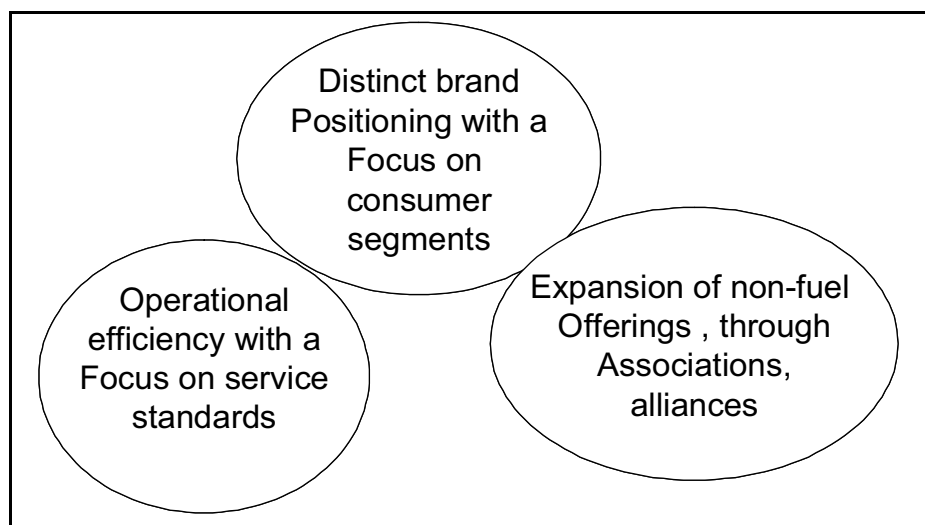 Distinct brand
Positioning with a
Focus on
consumer
segments
Operational
efficiency with a
Focus on service
standards
Expansion of non-fuel
Offerings , through
Associations,
alliances